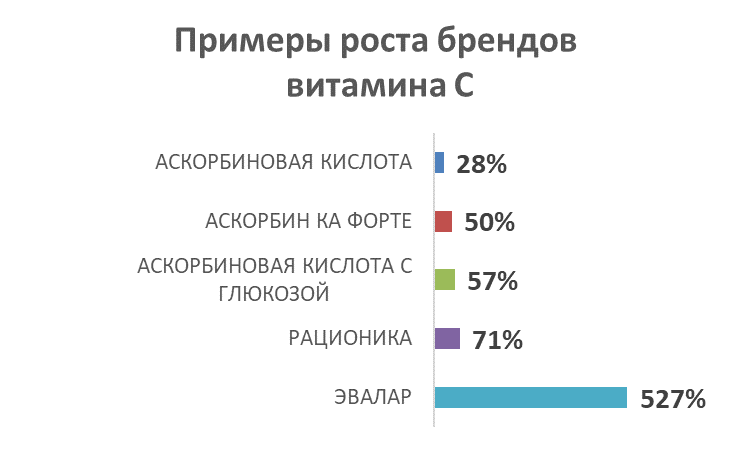 Примеры роста брендов
витамина С
АСКОРБИНОВАЯ КИСЛОТА
28%
АСКОРБИН КА ФОРТЕ
50%
АСКОРБИНОВАЯ КИСЛОТА С
ГЛЮКОЗОЙ
57%
РАЦИОНИКА
71%
ЭВАЛАР
527%